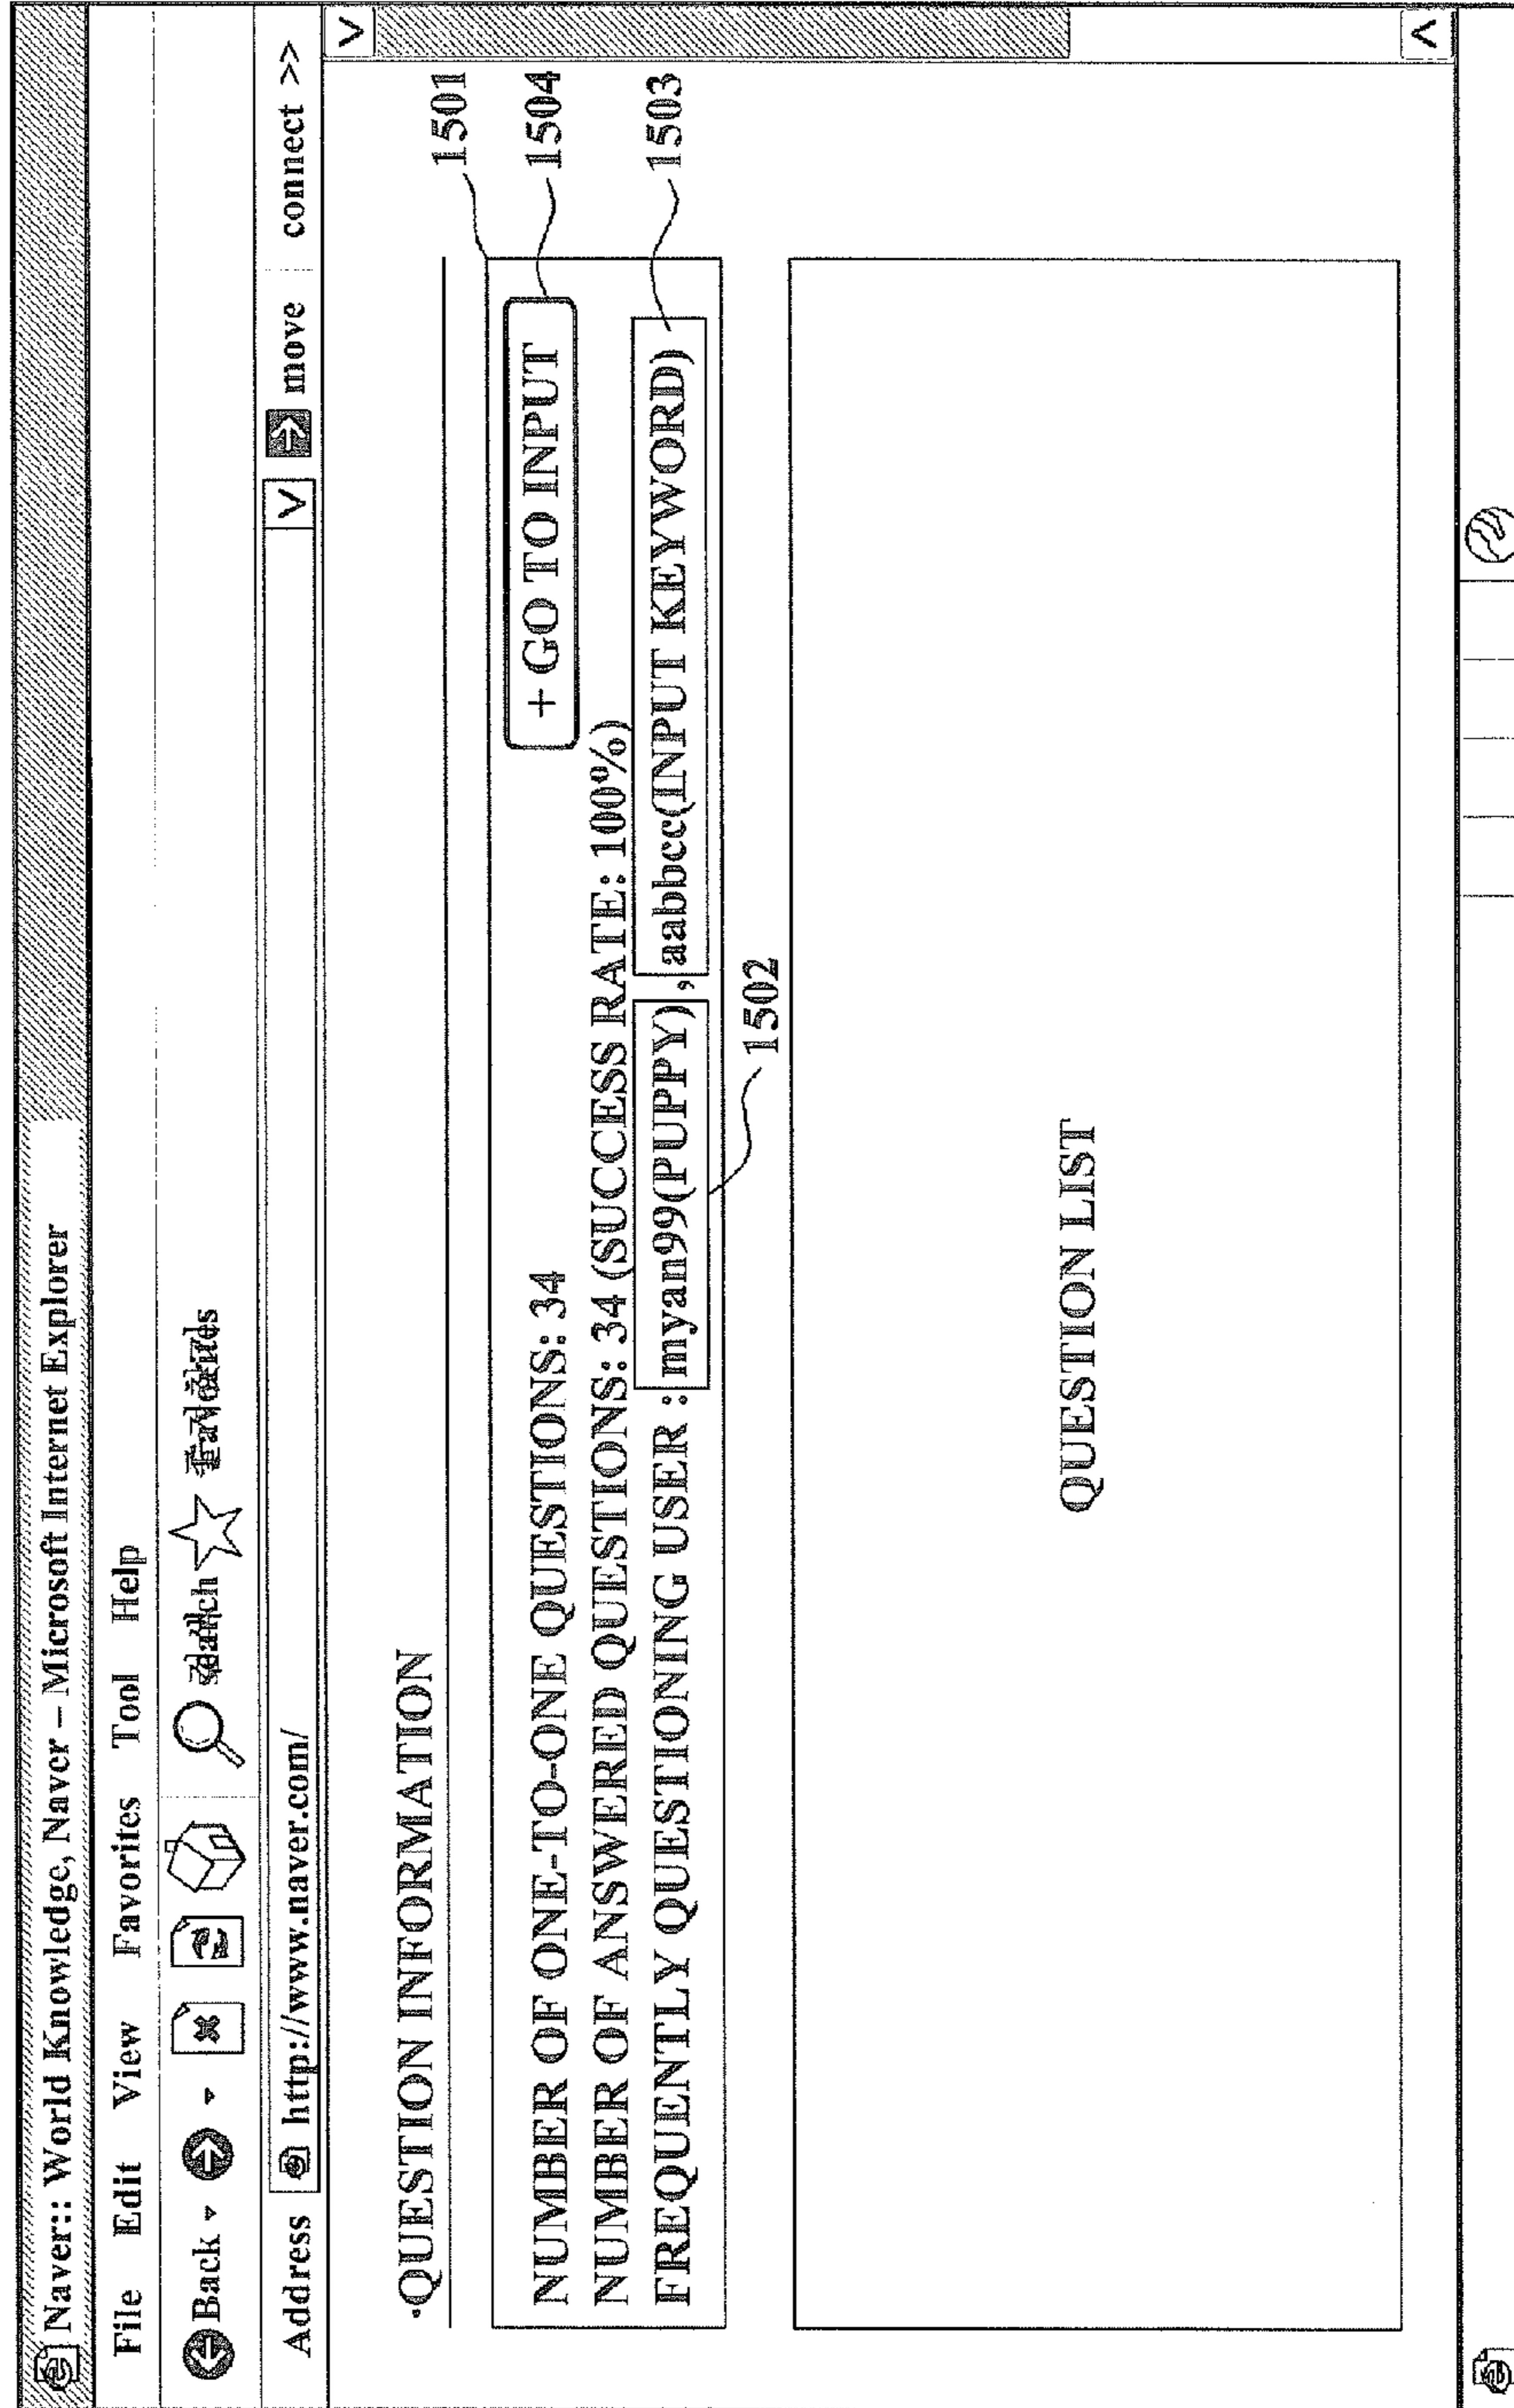 Naver:: World Knowledge, Naver – Microsoft Internet Explorer
File Edit View Favorites Tool Help
Back search Favorites
Address http://www.naver.com/ move connect >>
·QUESTION INFORMATION
1501
NUMBER OF ONE-TO-ONE QUESTIONS: 34 + GO TO INPUT 1504
NUMBER OF ANSWERED QUESTIONS: 34 (SUCCESS RATE: 100%)
FREQUENTLY QUESTIONING USER : myan99(PUPPY) , aabbcc(INPUT KEYWORD) 1503
1502
QUESTION LIST